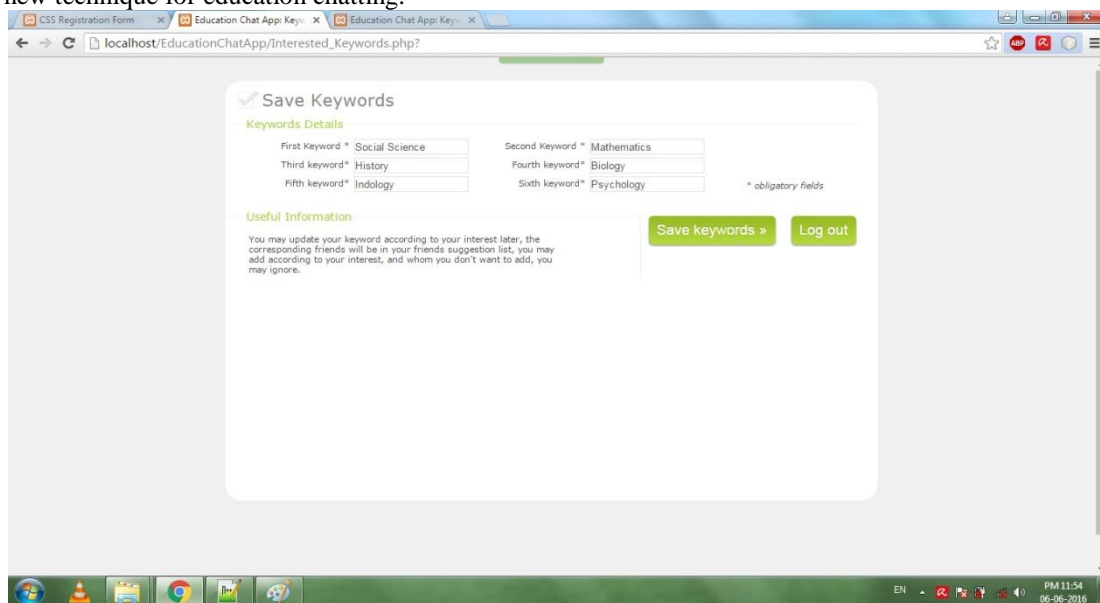 new technique for education chatting.
CSS Registration Form
Education Chat App: Keyw
Education Chat App: Keyw
localhost/EducationChatApp/Interested_Keywords.php?
ABP
Save Keywords
Keywords Details
First Keyword * Social Science Second Keyword * Mathematics
Third keyword* History Fourth keyword* Biology
Fifth keyword* Indology Sixth keyword* Psychology * obligatory fields
Useful Information
Save keywords » Log out
You may update your keyword according to your interest later, the
corresponding friends will be in your friends suggestion list, you may
add according to your interest, and whom you don't want to add, you
may ignore.
EN
PM 11:54
06-06-2016